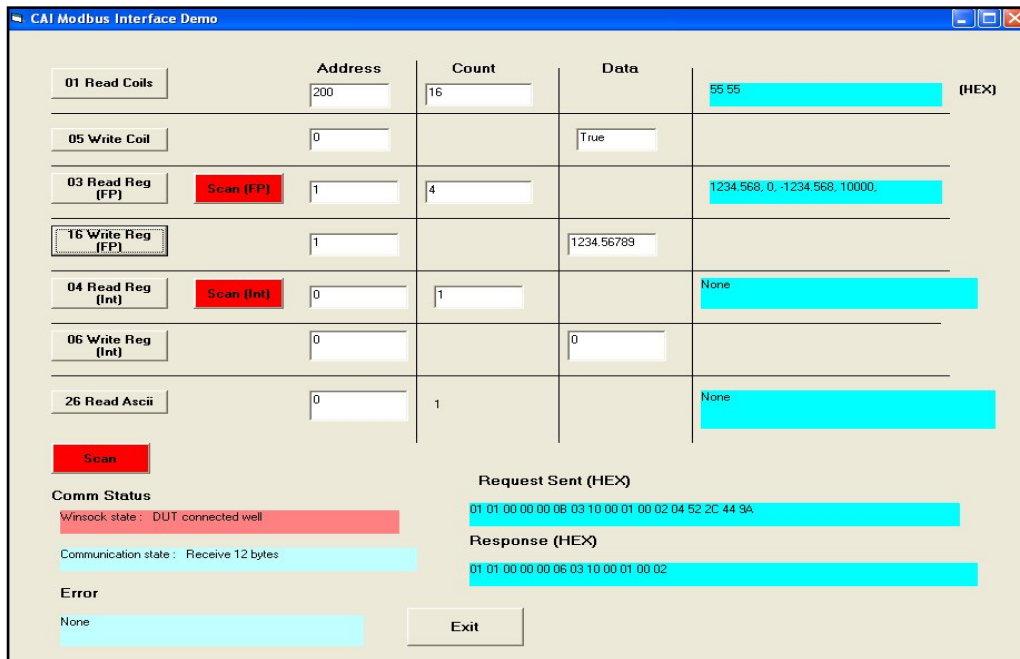 CAI Modbus Interface Demo
Address Count Data
01 Read Coils 200 16 55 55 (HEX)
05 Write Coil 0 True
03 Read Reg (FP) Scan (FP) 1 4 1234.568, 0, -1234.568, 10000,
16 Write Reg (FP) 1 1234.56789
04 Read Reg (Int) Scan (Int) 0 1 None
06 Write Reg (Int) 0 0
26 Read Ascii 0 1 None
Scan
Request Sent (HEX)
Comm Status
01 01 00 00 00 0B 03 10 00 01 00 02 04 52 2C 44 9A
Winsock state : DUT connected well
Response (HEX)
Communication state : Receive 12 bytes
01 01 00 00 00 06 03 10 00 01 00 02
Error
None
Exit